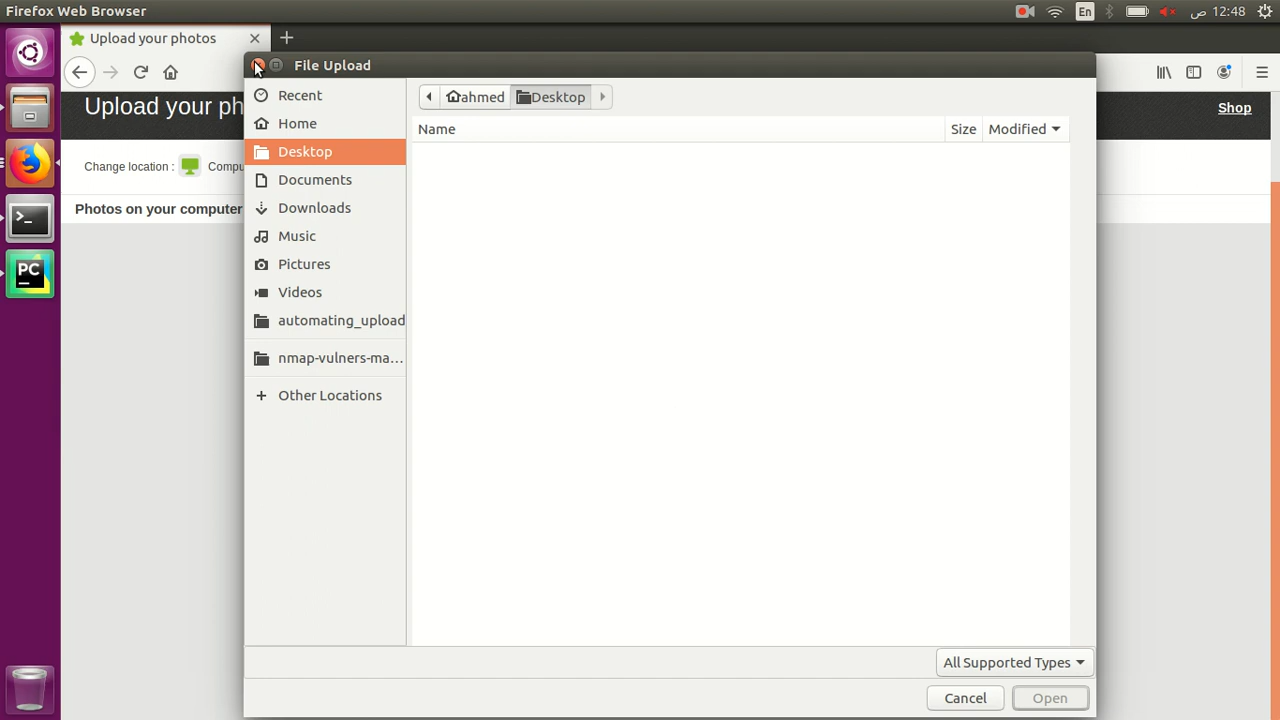 Firefox Web Browser
En
12:48 ص
Upload your photos
File Upload
Upload your ph
Shop
Change location :
Compu
Photos on your computer
Recent
Home
Desktop
Documents
Downloads
Music
Pictures
Videos
automating_upload
nmap-vulners-ma...
+ Other Locations
ahmed
Desktop
Name
Size
Modified
All Supported Types
Cancel
Open
>_
PC